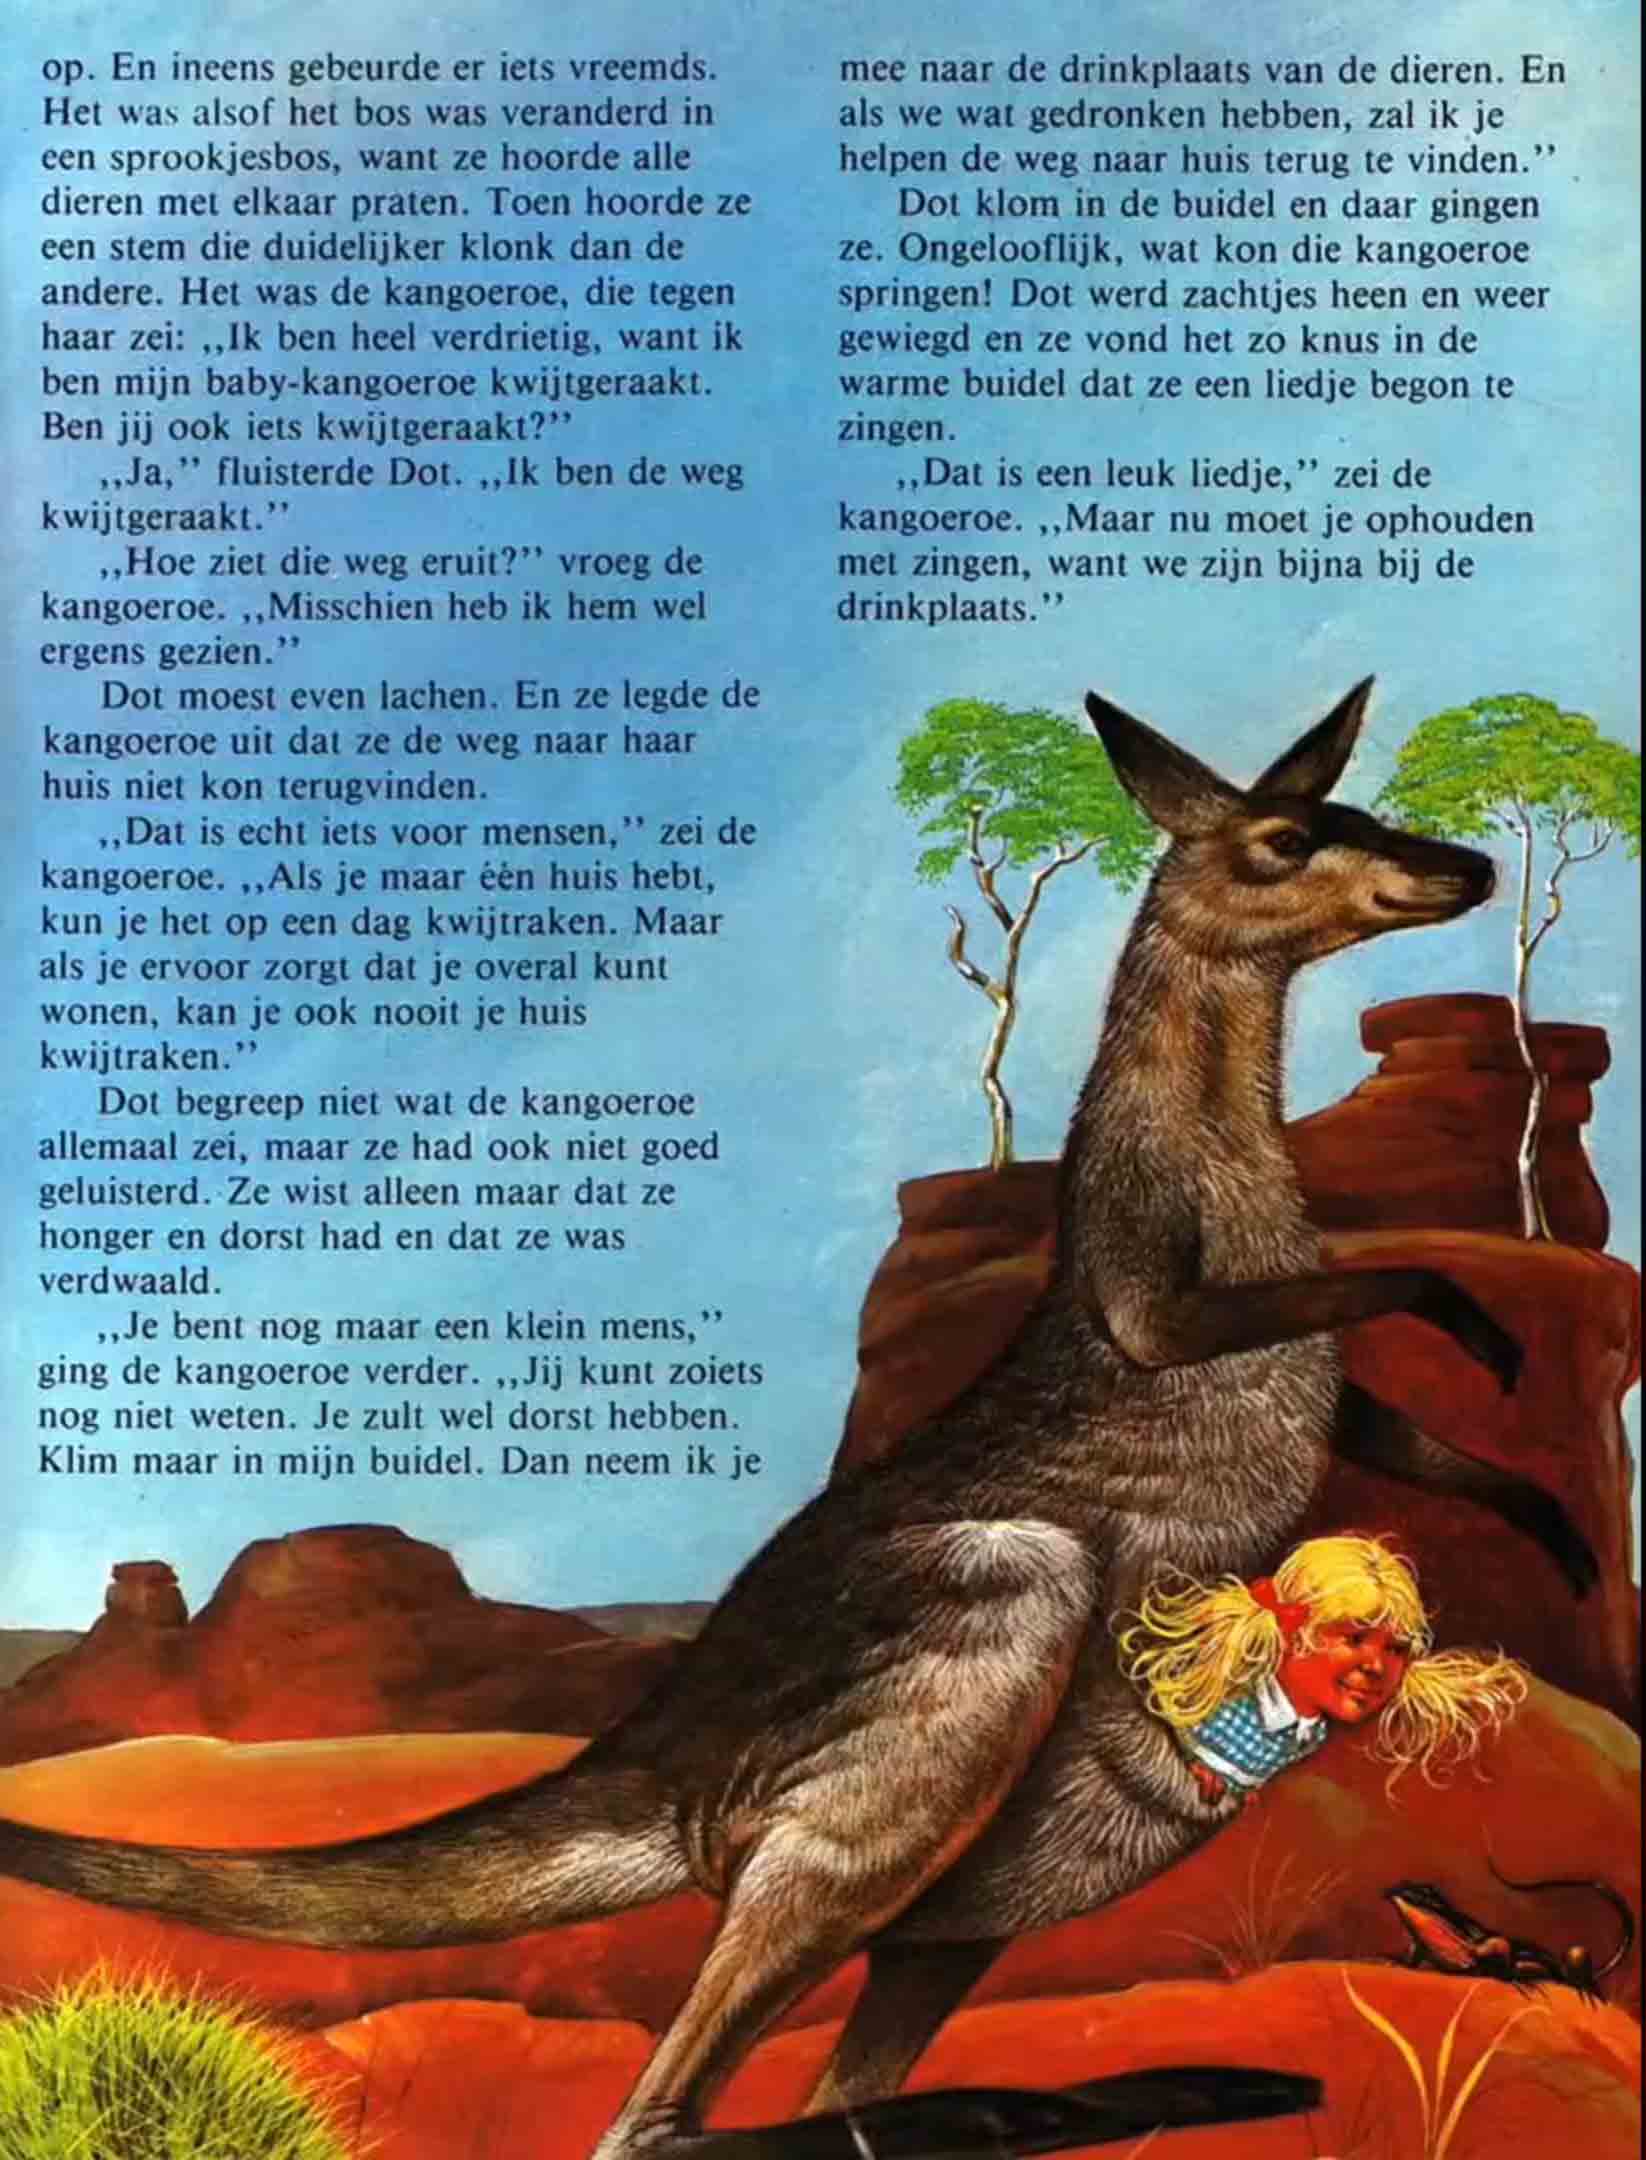 op. En ineens gebeurde er iets vreemds.
Het was alsof het bos was veranderd in
een sprookjesbos, want ze hoorde alle
dieren met elkaar praten. Toen hoorde ze
een stem die duidelijker klonk dan de
andere. Het was de kangoeroe, die tegen
haar zei: ,,Ik ben heel verdrietig, want ik
ben mijn baby-kangoeroe kwijtgeraakt.
Ben jij ook iets kwijtgeraakt?’’
,,Ja,’’ fluisterde Dot. ,,Ik ben de weg
kwijtgeraakt.’’
,,Hoe ziet die weg eruit?’’ vroeg de
kangoeroe. ,,Misschien heb ik hem wel
ergens gezien.’’
Dot moest even lachen. En ze legde de
kangoeroe uit dat ze de weg naar haar
huis niet kon terugvinden.
,,Dat is echt iets voor mensen,’’ zei de
kangoeroe. ,,Als je maar één huis hebt,
kun je het op een dag kwijtraken. Maar
als je ervoor zorgt dat je overal kunt
wonen, kan je ook nooit je huis
kwijtraken.’’
Dot begreep niet wat de kangoeroe
allemaal zei, maar ze had ook niet goed
geluisterd. Ze wist alleen maar dat ze
honger en dorst had en dat ze was
verdwaald.
,,Je bent nog maar een klein mens,’’
ging de kangoeroe verder. ,,Jij kunt zoiets
nog niet weten. Je zult wel dorst hebben.
Klim maar in mijn buidel. Dan neem ik je
mee naar de drinkplaats van de dieren. En
als we wat gedronken hebben, zal ik je
helpen de weg naar huis terug te vinden.’’
Dot klom in de buidel en daar gingen
ze. Ongelooflijk, wat kon die kangoeroe
springen! Dot werd zachtjes heen en weer
gewiegd en ze vond het zo knus in de
warme buidel dat ze een liedje begon te
zingen.
,,Dat is een leuk liedje,’’ zei de
kangoeroe. ,,Maar nu moet je ophouden
met zingen, want we zijn bijna bij de
drinkplaats.’’